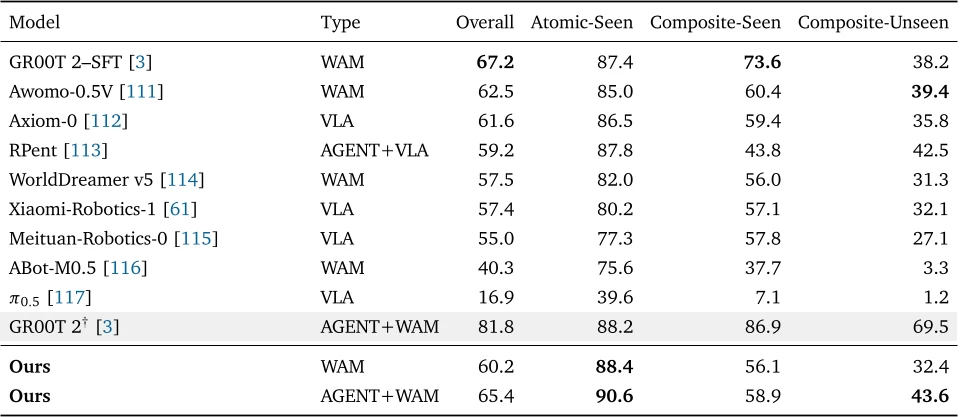 Model Type Overall Atomic-Seen Composite-Seen Composite-Unseen
GR00T 2–SFT [3] WAM 67.2 87.4 73.6 38.2
Awomo-0.5V [111] WAM 62.5 85.0 60.4 39.4
Axiom-0 [112] VLA 61.6 86.5 59.4 35.8
RPent [113] AGENT+VLA 59.2 87.8 43.8 42.5
WorldDreamer v5 [114] WAM 57.5 82.0 56.0 31.3
Xiaomi-Robotics-1 [61] VLA 57.4 80.2 57.1 32.1
Meituan-Robotics-0 [115] VLA 55.0 77.3 57.8 27.1
ABot-M0.5 [116] WAM 40.3 75.6 37.7 3.3
π₀.₅ [117] VLA 16.9 39.6 7.1 1.2
GR00T 2† [3] AGENT+WAM 81.8 88.2 86.9 69.5
Ours WAM 60.2 88.4 56.1 32.4
Ours AGENT+WAM 65.4 90.6 58.9 43.6